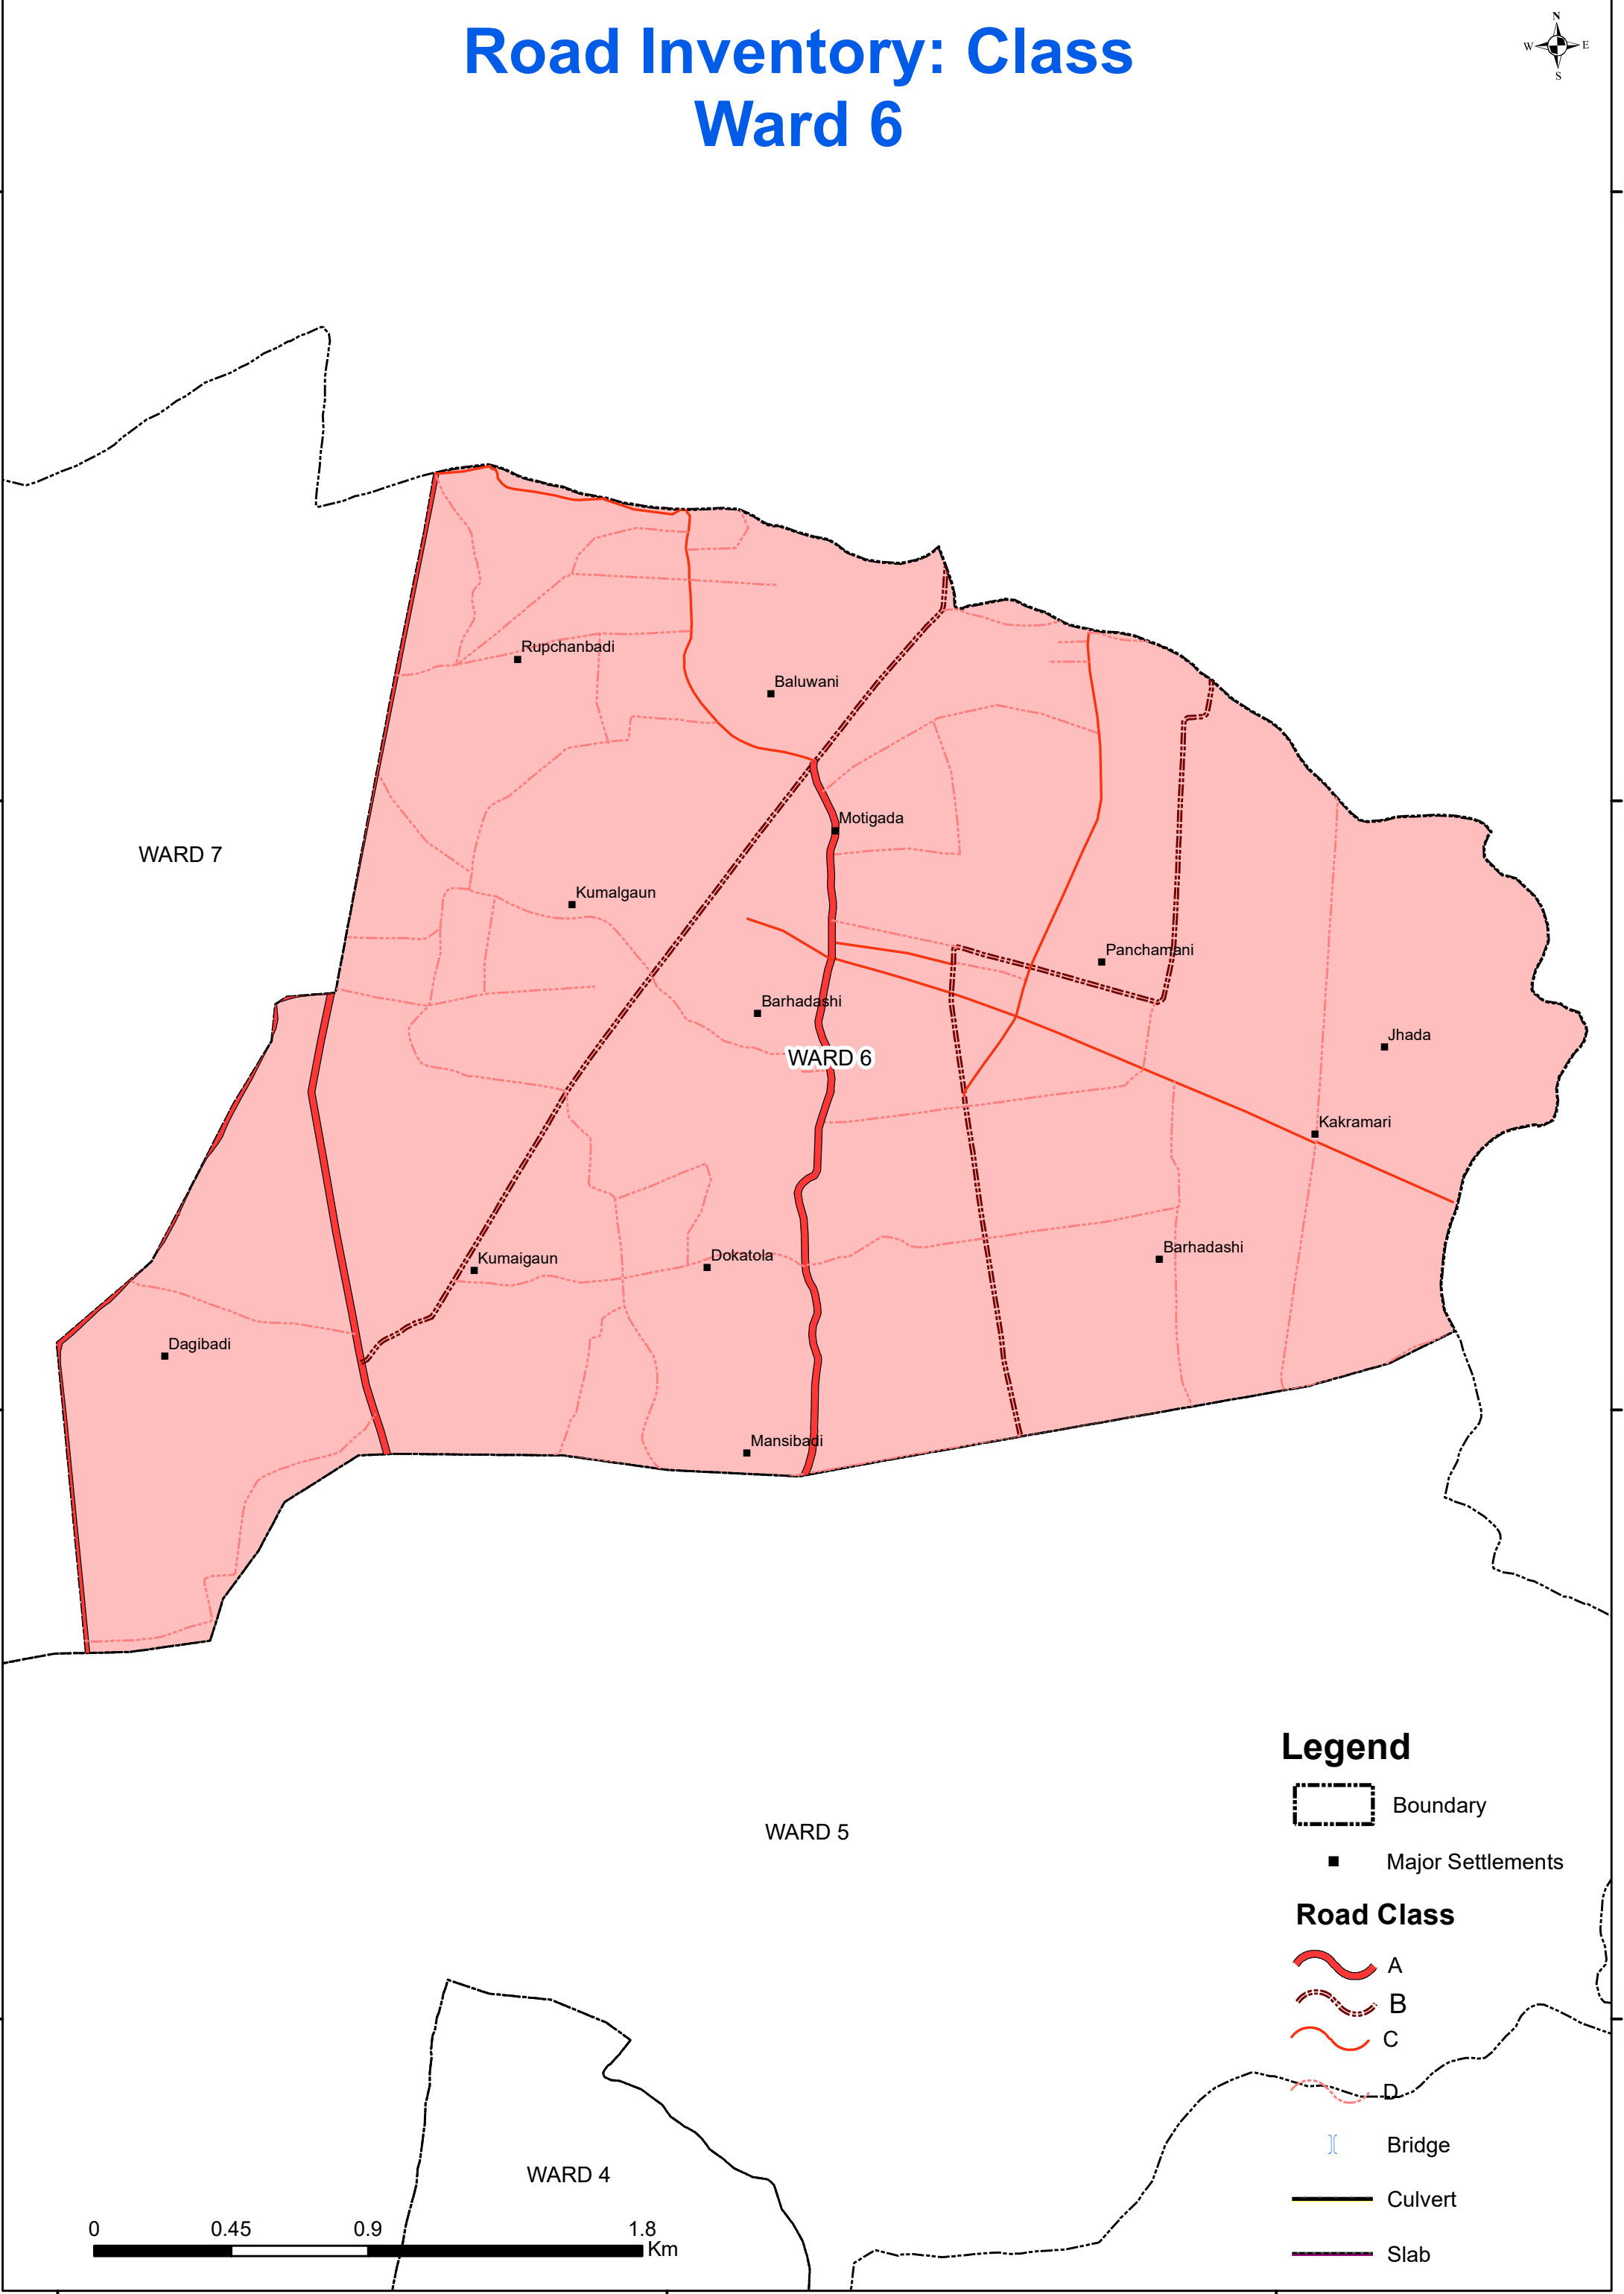 Road Inventory: Class
Ward 6
N
W
E
S
Rupchanbadi
Baluwani
Motigada
WARD 7
Kumalgaun
Panchamani
Barhadashi
Jhada
WARD 6
Kakramari
Barhadashi
Dokatola
Kumaigaun
Dagibadi
Mansibadi
Legend
Boundary
WARD 5
Major Settlements
Road Class
A
B
C
D
Bridge
WARD 4
Culvert
0 0.45 0.9 1.8
Km
Slab